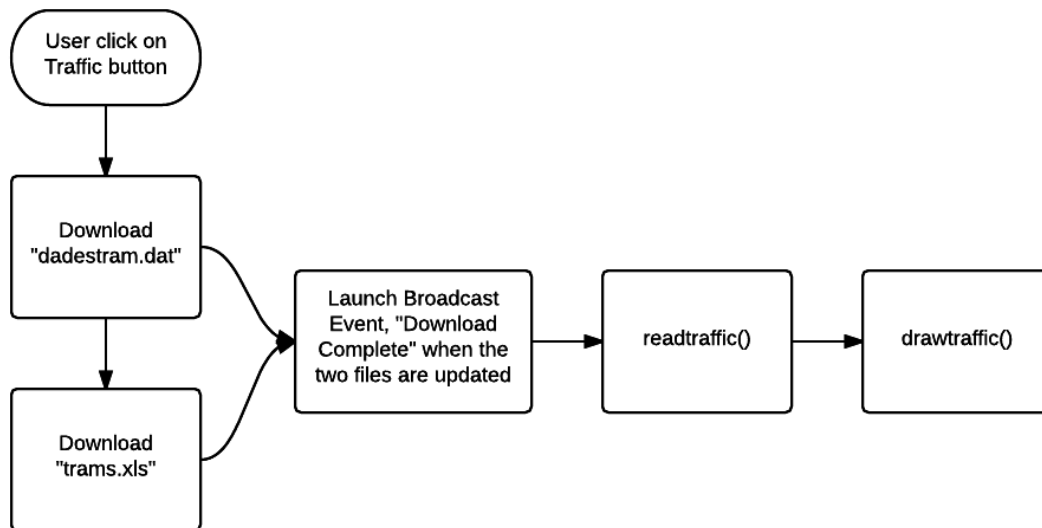 User click on
Traffic button
Download
"dadestram.dat"
Download
"trams.xls"
Launch Broadcast
Event, "Download
Complete" when the
two files are updated
readtraffic()
drawtraffic()